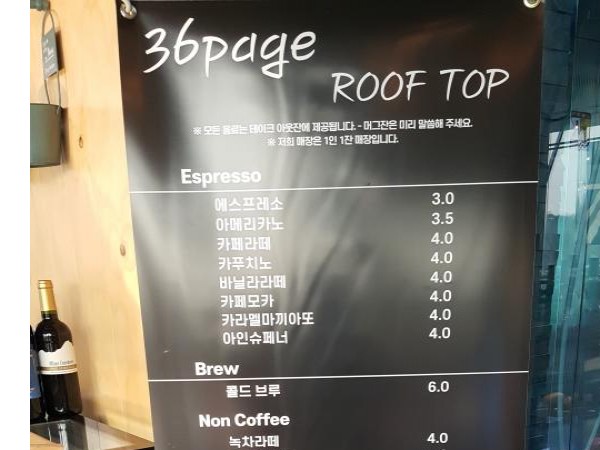 36page
ROOF TOP
※ 모든 음료는 테이크 아웃잔에 제공됩니다. - 머그잔은 미리 말씀해 주세요.
※ 저희 매장은 1인 1잔 매장입니다.
Espresso
에스프레소 3.0
아메리카노 3.5
카페라떼 4.0
카푸치노 4.0
바닐라라떼 4.0
카페모카 4.0
카라멜마끼아또 4.0
아인슈페너 4.0
Brew
콜드 브루 6.0
Non Coffee
녹차라떼 4.0